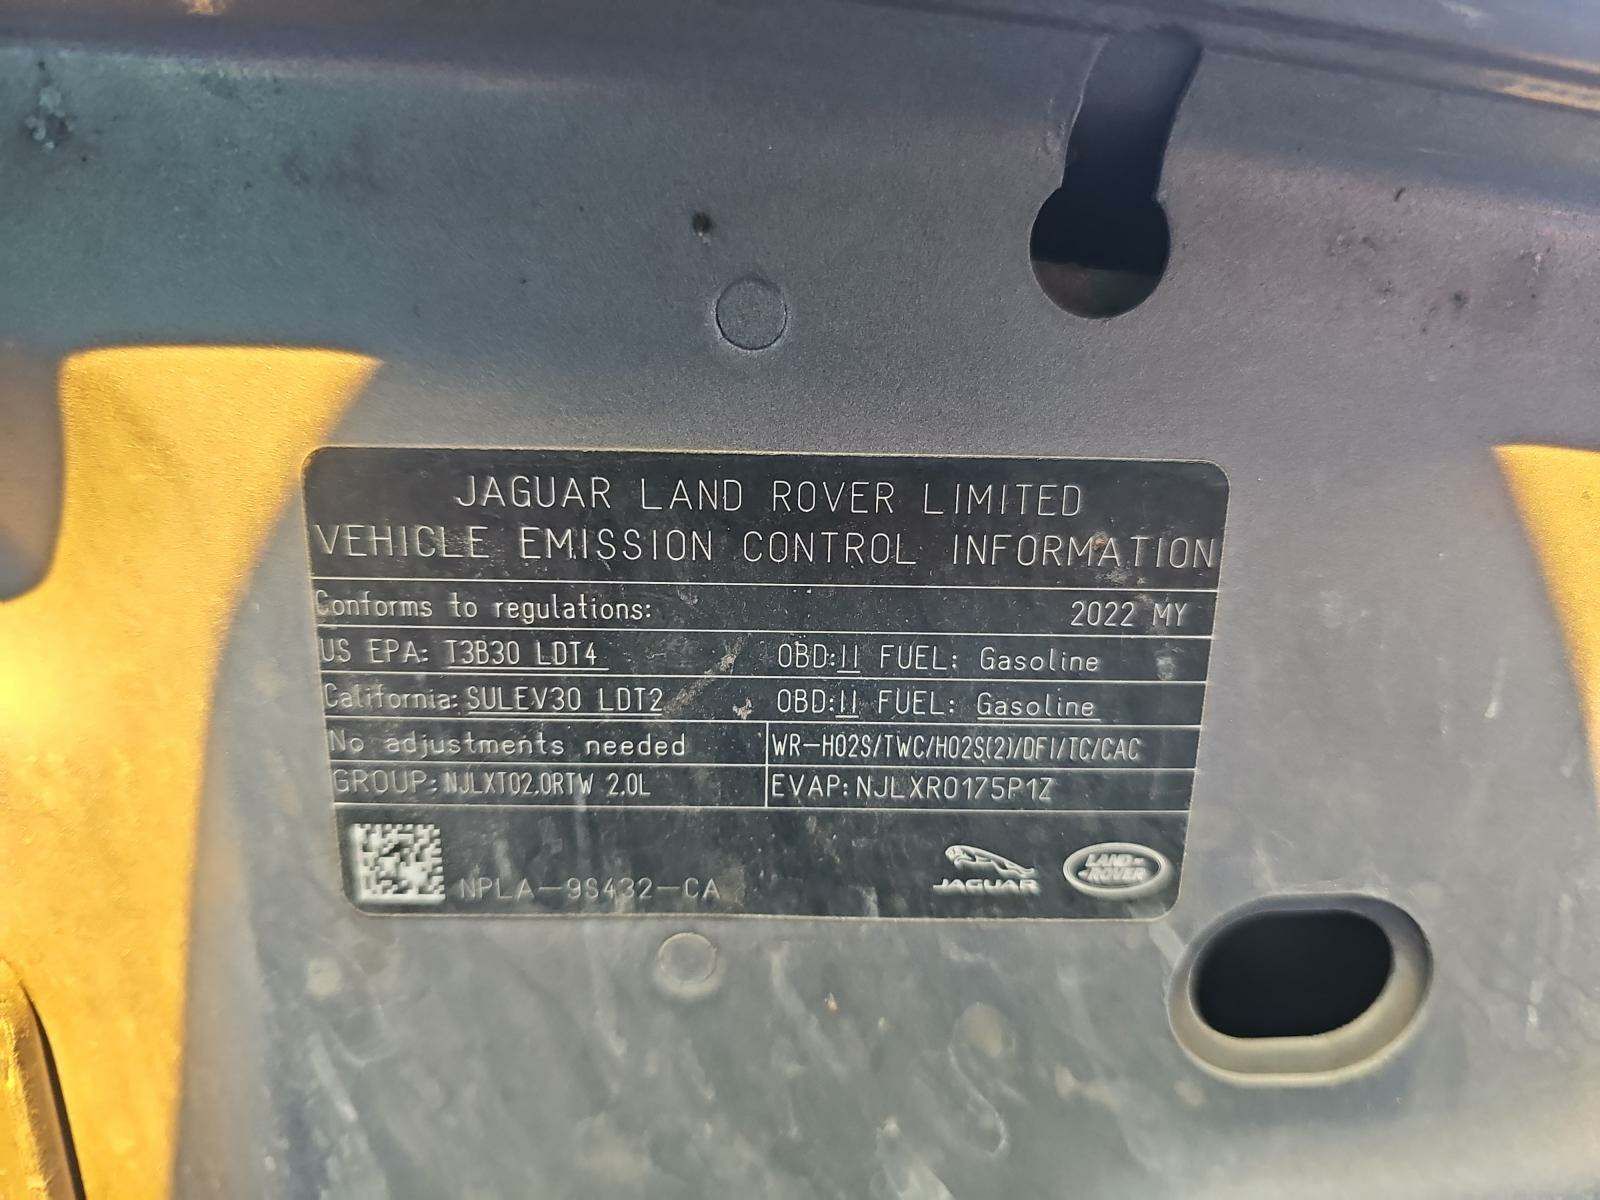 JAGUAR LAND ROVER LIMITED
VEHICLE EMISSION CONTROL INFORMATION
Conforms to regulations: 2022 MY
US EPA: T3B30 LDT4 OBD:II FUEL: Gasoline
California: SULEV30 LDT2 OBD:II FUEL: Gasoline
No adjustments needed WR-HO2S/TWC/HO2S(2)/DFI/TC/CAC
GROUP: NJLXT02.0RTW 2.0L EVAP: NJLXR0175P1Z
NPLA-9S432-CA
JAGUAR
LAND-
-ROVER